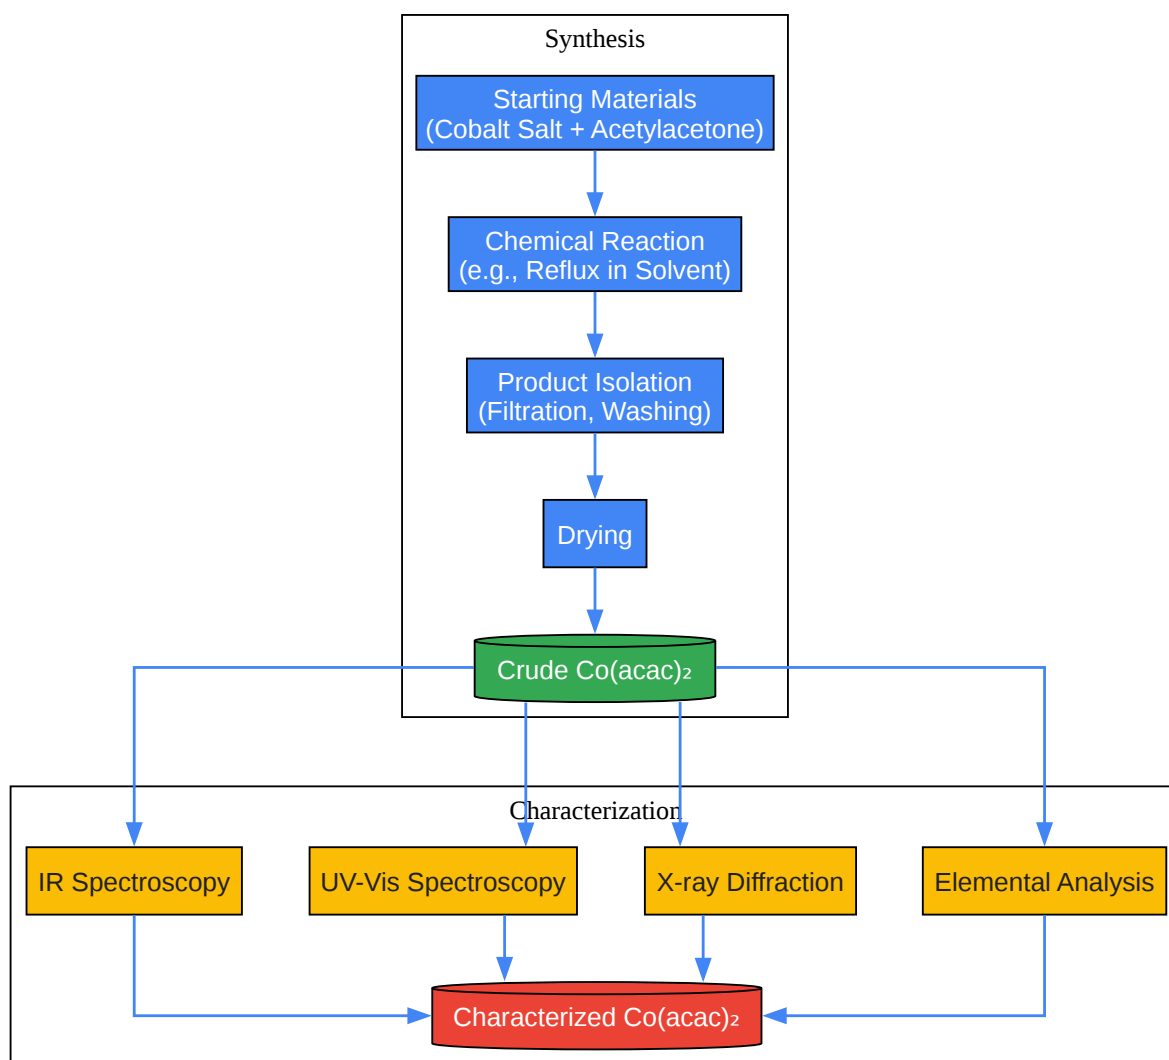 Synthesis
Starting Materials
(Cobalt Salt + Acetylacetone)
Chemical Reaction
(e.g., Reflux in Solvent)
Product Isolation
(Filtration, Washing)
Drying
Crude Co(acac)₂
Characterization
IR Spectroscopy
UV-Vis Spectroscopy
X-ray Diffraction
Elemental Analysis
Characterized Co(acac)₂